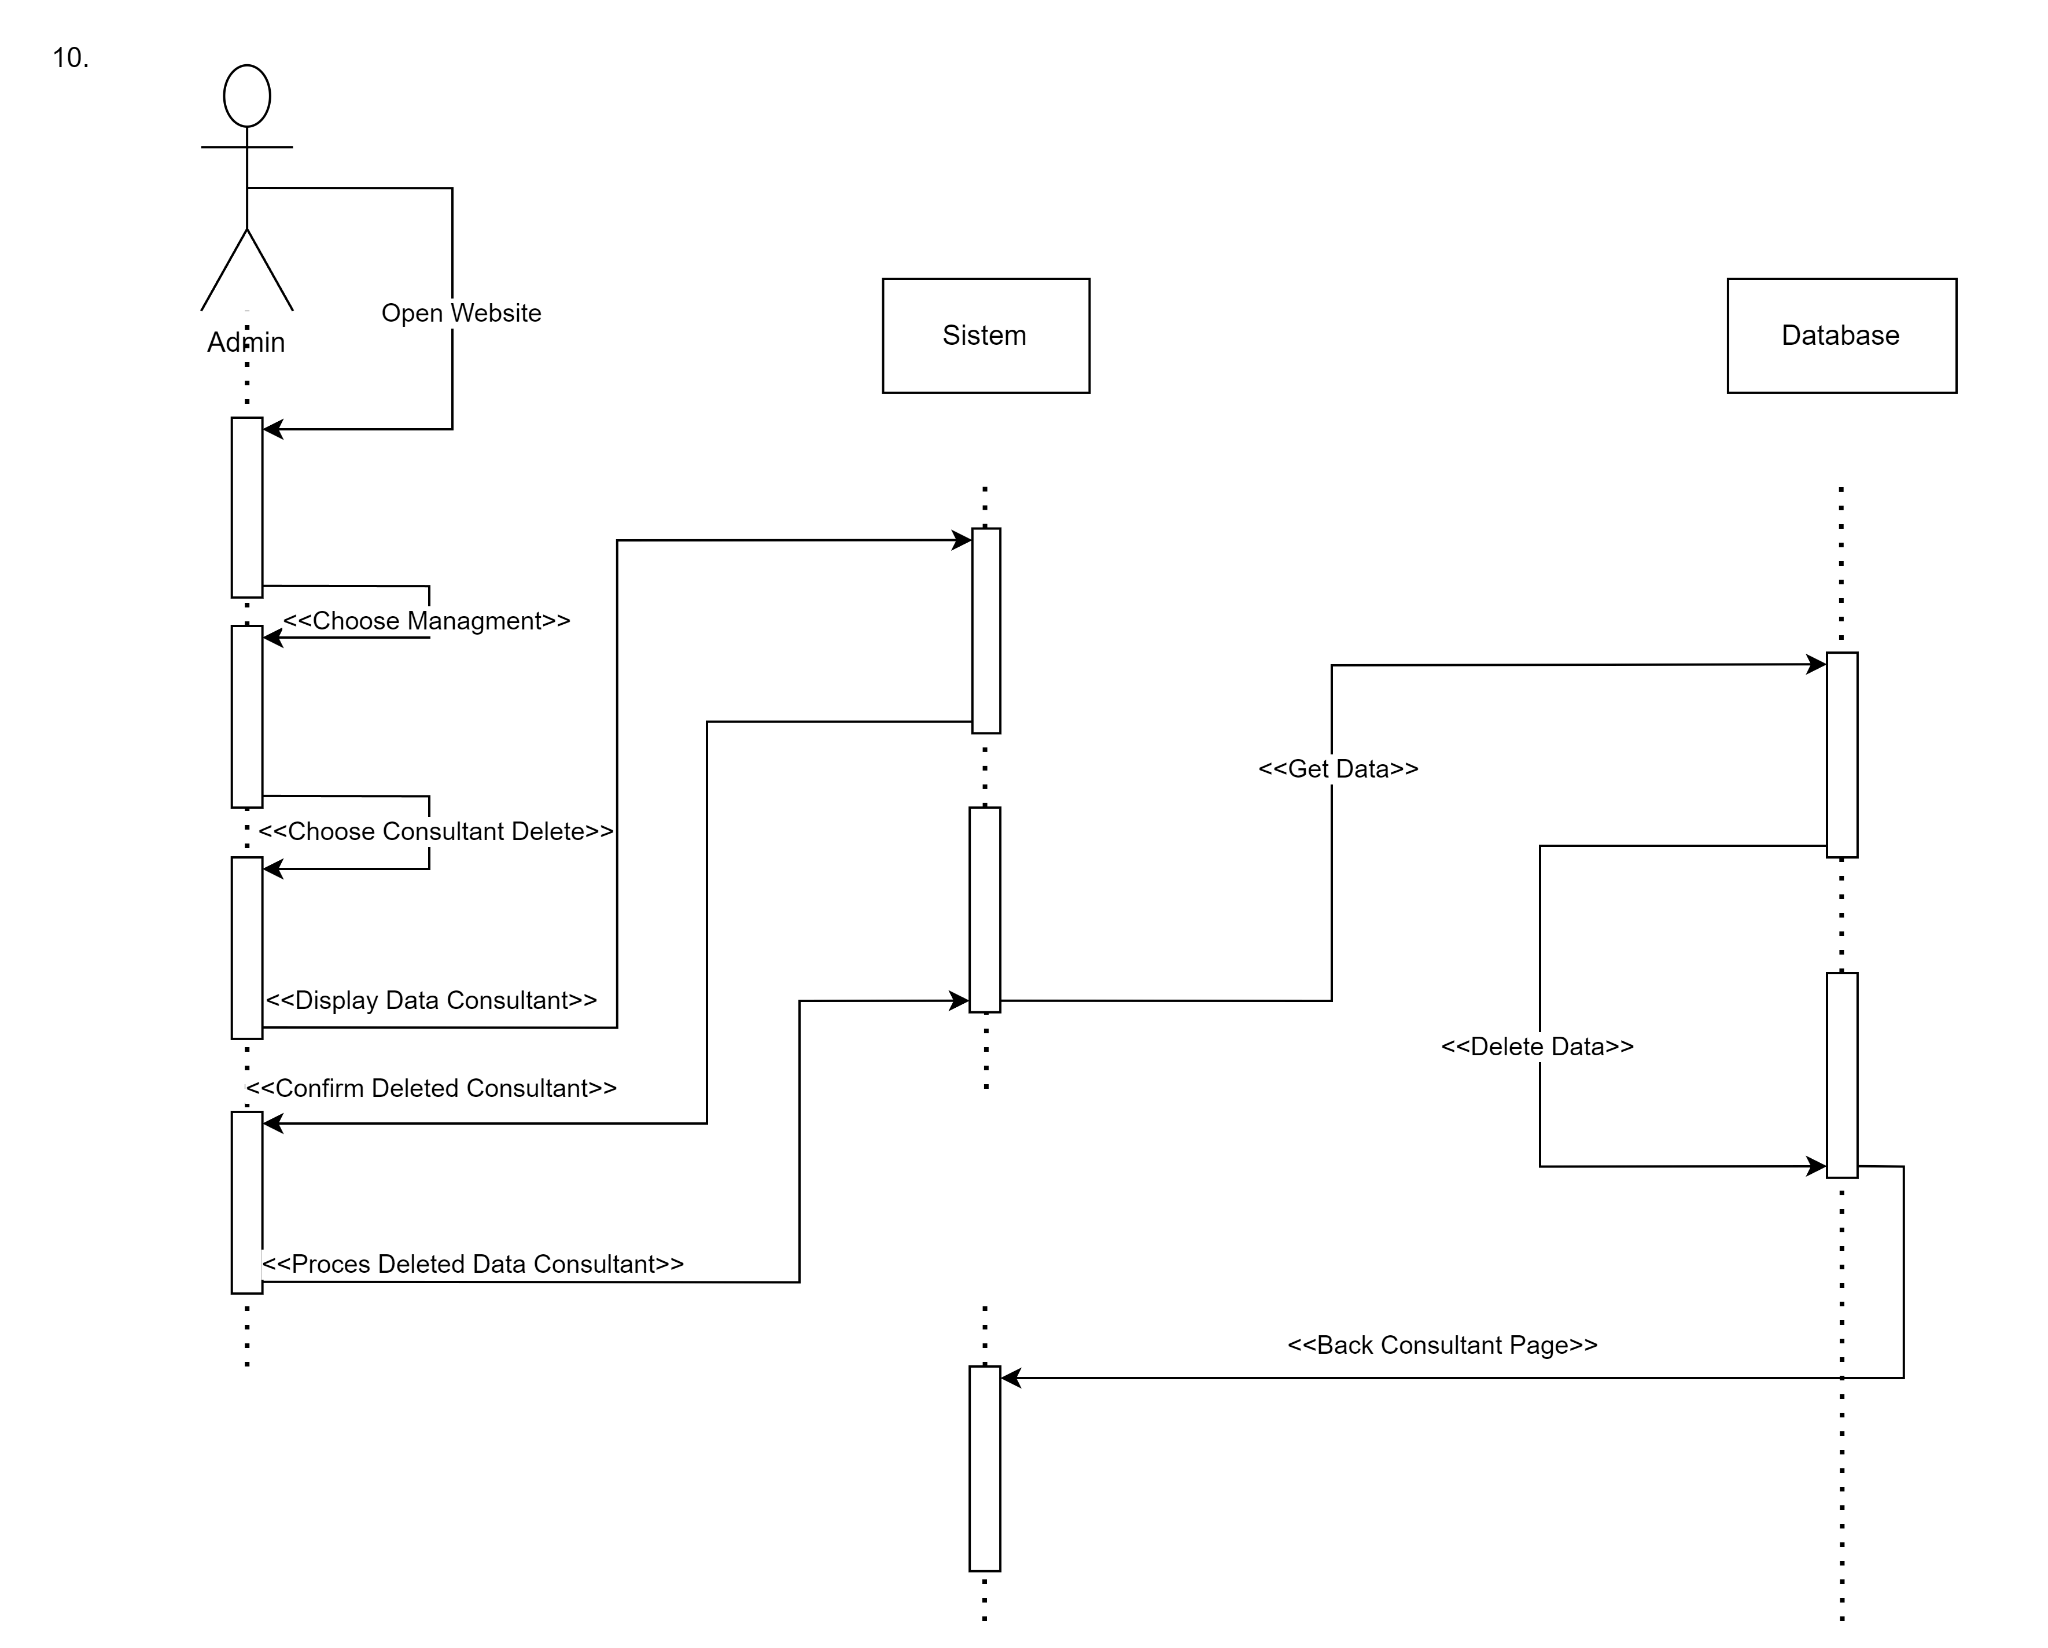 10.
Open Website
Admin
Sistem
Database
<<Choose Managment>>
<<Get Data>>
<<Choose Consultant Delete>>
<<Display Data Consultant>>
<<Delete Data>>
<<Confirm Deleted Consultant>>
<<Proces Deleted Data Consultant>>
<<Back Consultant Page>>